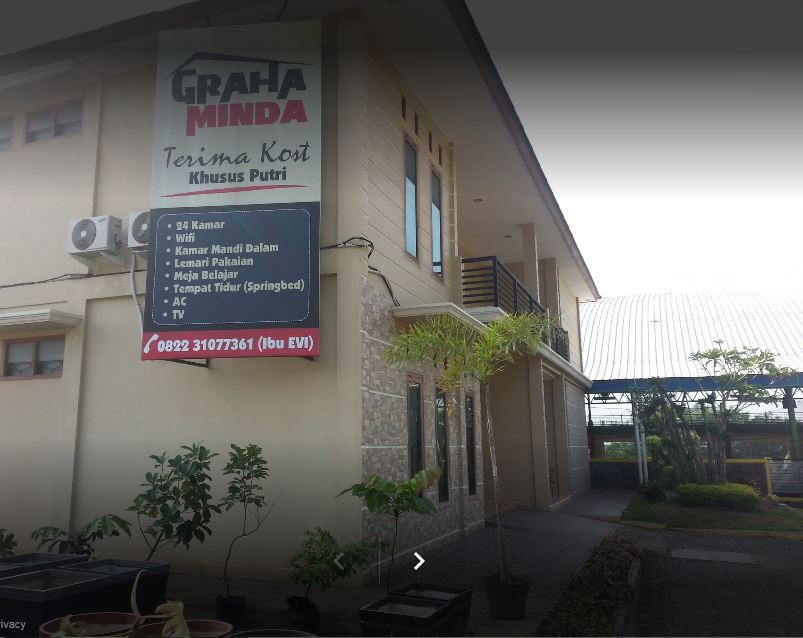 GRAHA
MINDA
Terima Kost
Khusus Putri
• 24 Kamar
• Wifi
• Kamar Mandi Dalam
• Lemari Pakaian
• Meja Belajar
• Tempat Tidur (Springbed)
• AC
• TV
0822 31077361 (Ibu EVI)
rivacy